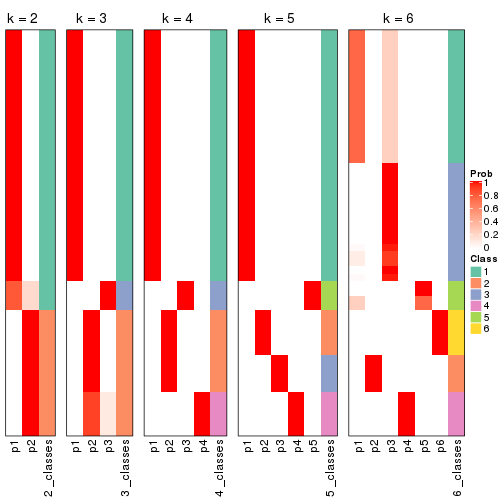 k = 2
k = 3
k = 4
k = 5
k = 6
Prob
1
0.8
0.6
0.4
0.2
0
Class
1
2
3
4
5
6
p1
p2
2_classes
p1
p2
p3
3_classes
p1
p2
p3
p4
4_classes
p1
p2
p3
p4
p5
5_classes
p1
p2
p3
p4
p5
p6
6_classes